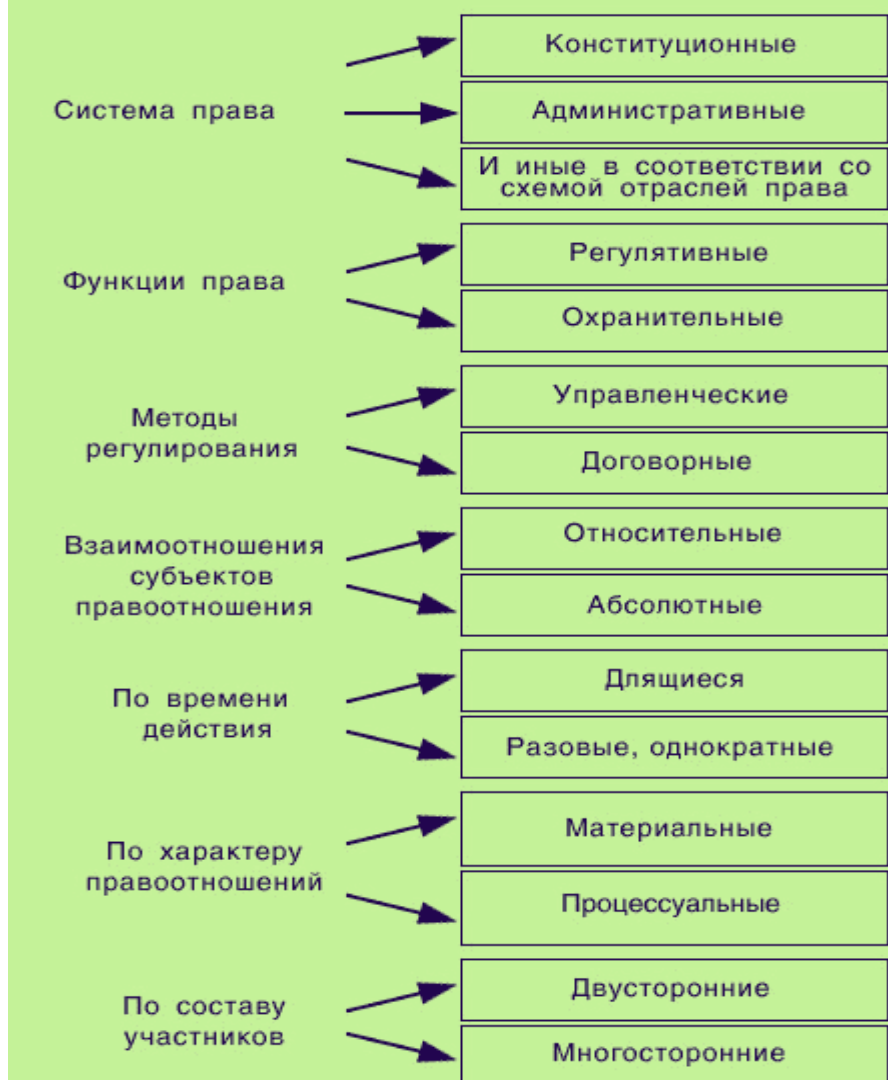 Система права
Конституционные
Административные
И иные в соответствии со
схемой отраслей права
Функции права
Регулятивные
Охранительные
Методы
регулирования
Управленческие
Договорные
Взаимоотношения
субъектов
правоотношения
Относительные
Абсолютные
По времени
действия
Длящиеся
Разовые, однократные
По характеру
правоотношений
Материальные
Процессуальные
По составу
участников
Двусторонние
Многосторонние